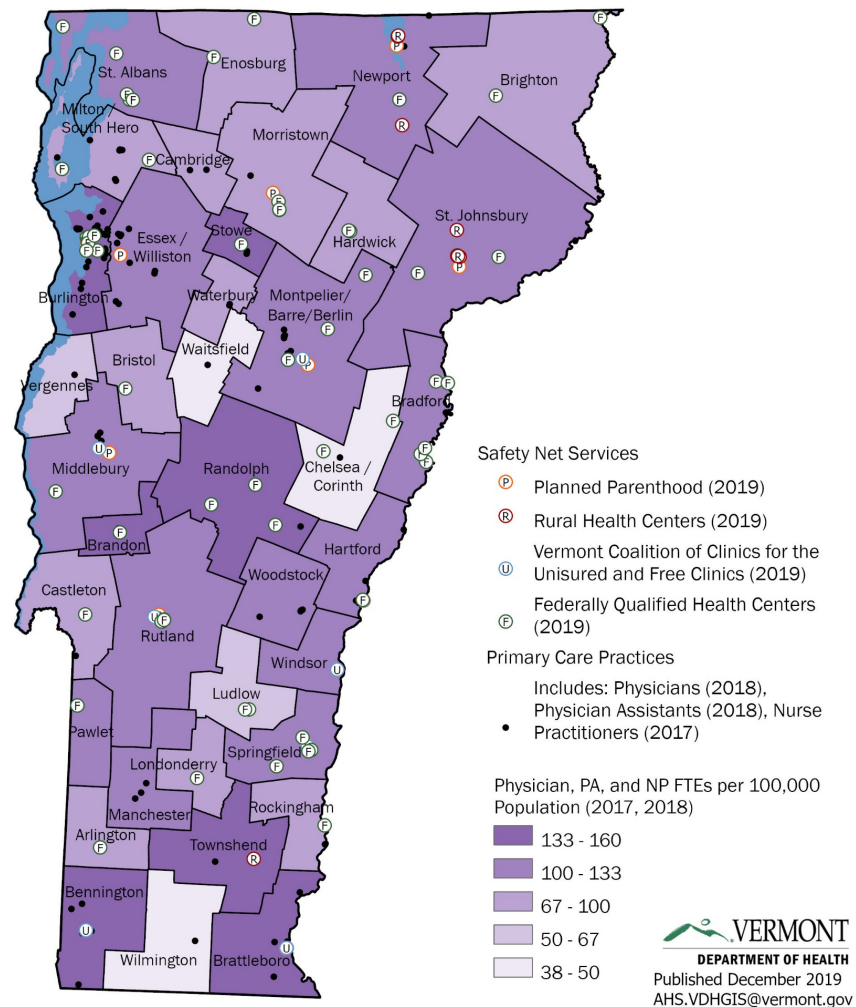 St. Albans
Enosburg
Newport
Brighton
Milton /
South Hero
Morristown
Cambridge
St. Johnsbury
Essex /
Williston
Stowe
Hardwick
Burlington
Waterbury
Montpelier/
Barre/Berlin
Waitsfield
Bristol
Vergennes
Bradford
Middlebury
Randolph
Chelsea /
Corinth
Brandon
Hartford
Woodstock
Castleton
Rutland
Windsor
Ludlow
Pawlet
Springfield
Londonderry
Manchester
Rockingham
Arlington
Townshend
Bennington
Wilmington
Brattleboro
Safety Net Services
P Planned Parenthood (2019)
R Rural Health Centers (2019)
U Vermont Coalition of Clinics for the
Unisured and Free Clinics (2019)
F Federally Qualified Health Centers
(2019)
Primary Care Practices
Includes: Physicians (2018),
Physician Assistants (2018), Nurse
Practitioners (2017)
Physician, PA, and NP FTEs per 100,000
Population (2017, 2018)
133 - 160
100 - 133
67 - 100
50 - 67
38 - 50
VERMONT
DEPARTMENT OF HEALTH
Published December 2019
AHS.VDHGIS@vermont.gov